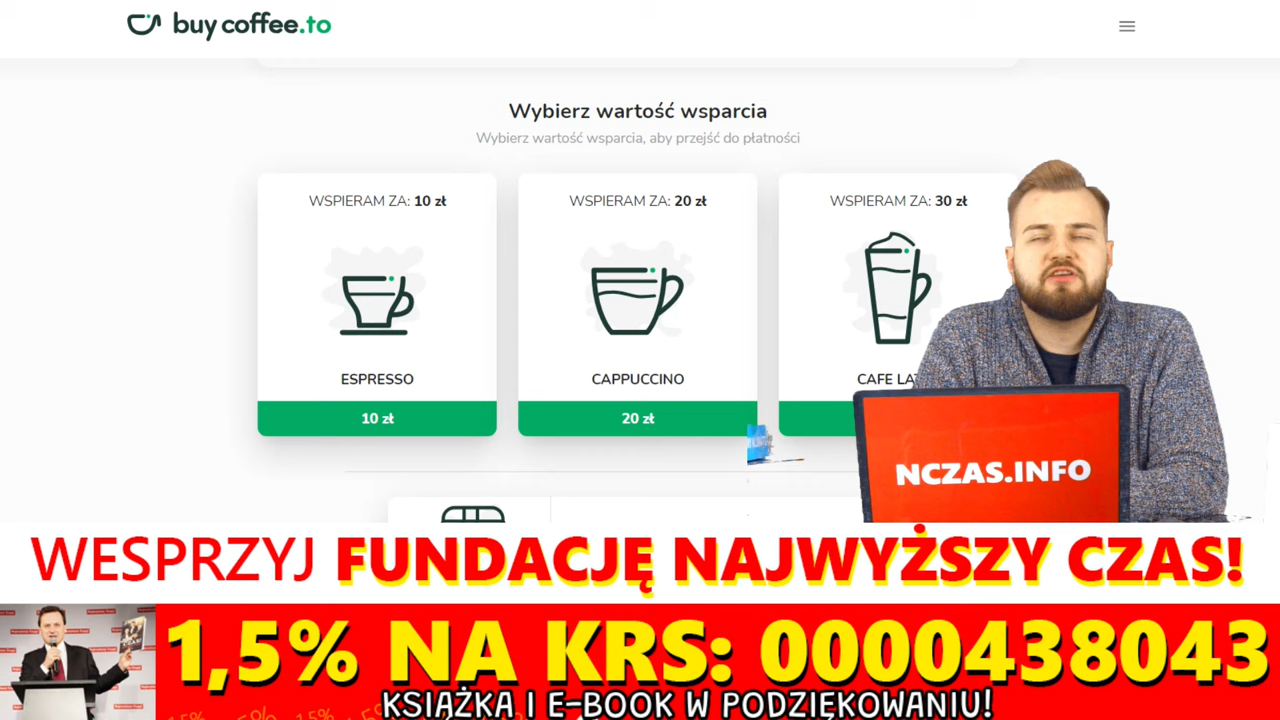 buy coffee.to
Wybierz wartość wsparcia
Wybierz wartość wsparcia, aby przejść do płatności
WSPIERAM ZA: 10 zł
WSPIERAM ZA: 20 zł
WSPIERAM ZA: 30 zł
ESPRESSO
CAPPUCCINO
CAFE LA
10 zł
20 zł
NCZAS.INFO
WESPRZYJ FUNDACJĘ NAJWYŻSZY CZAS!
1,5% NA KRS: 0000438043
KSIĄŻKA I E-BOOK W PODZIĘKOWANIU!